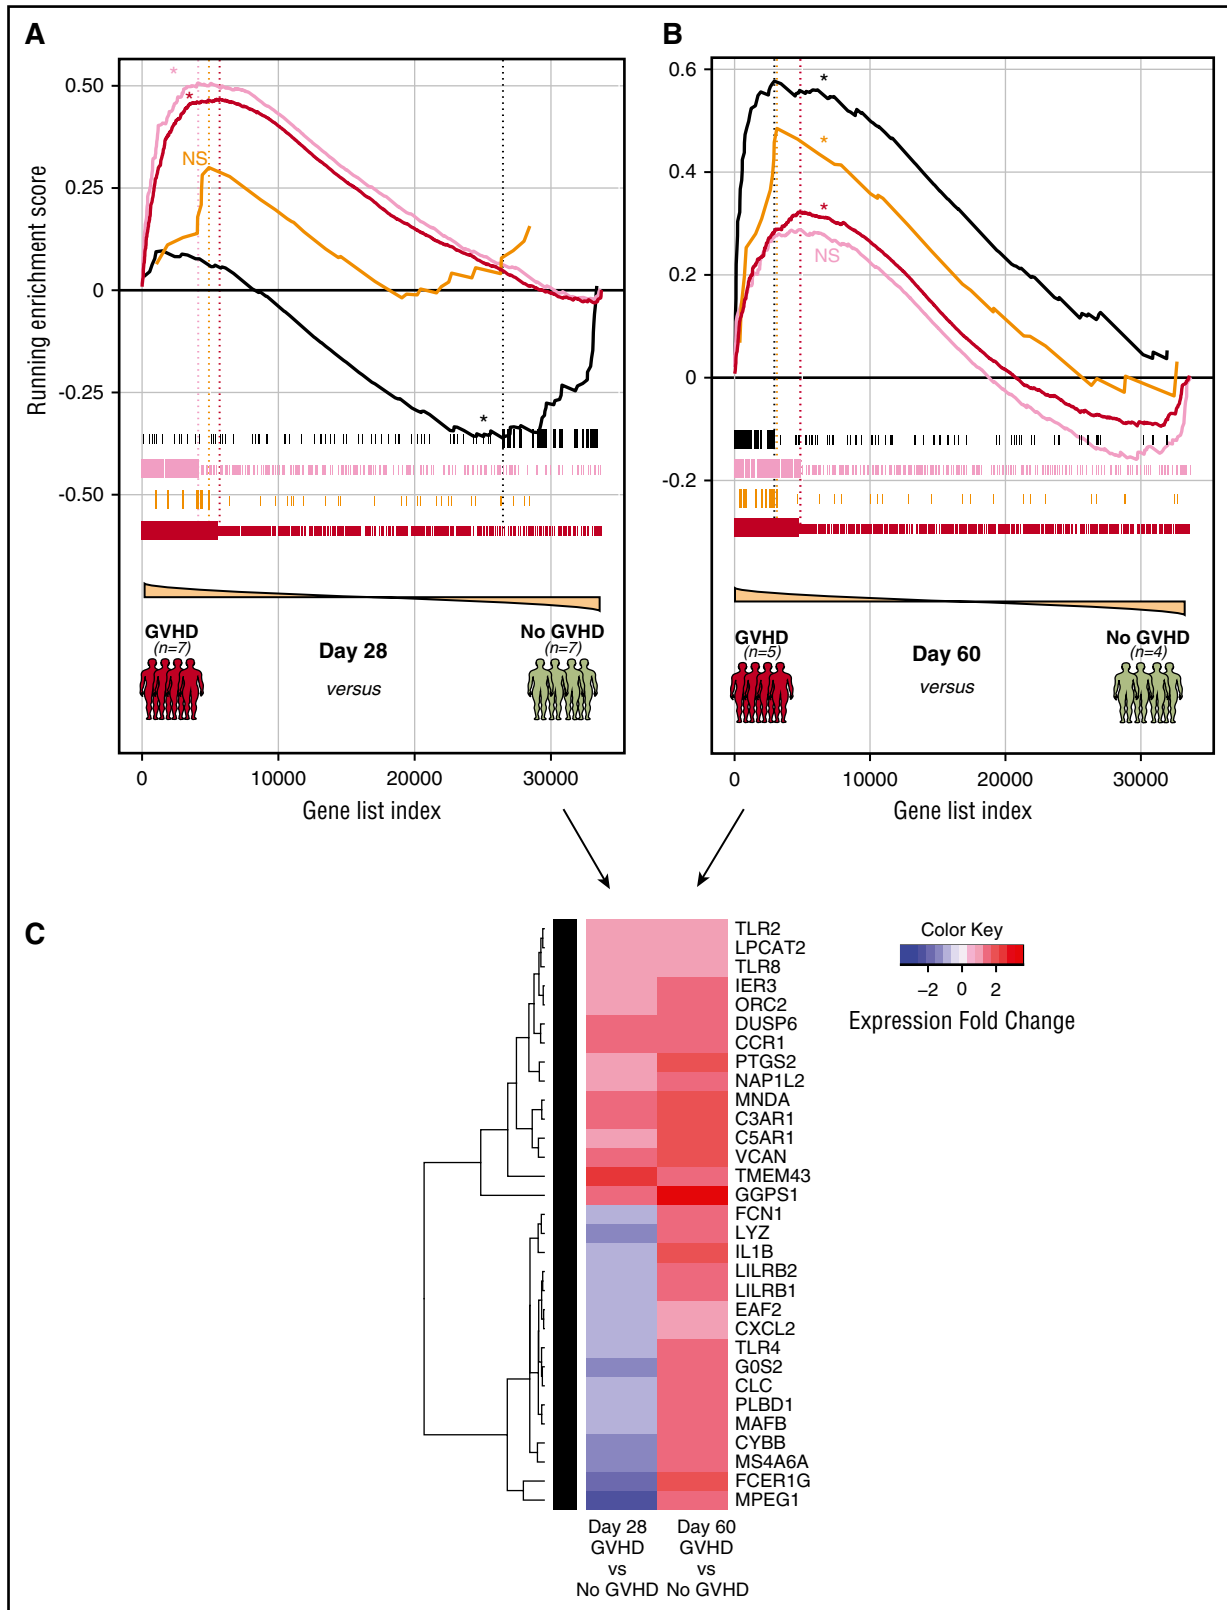 A
B
Running enrichment score
0.50
0.25
0
-0.25
-0.50
*
*
NS
*
GVHD
(n=7)
Day 28
versus
No GVHD
(n=7)
0
10000
20000
30000
Gene list index
0.6
0.4
0.2
0
-0.2
*
*
*
NS
GVHD
(n=5)
Day 60
versus
No GVHD
(n=4)
0
10000
20000
30000
Gene list index
C
TLR2
LPCAT2
TLR8
IER3
ORC2
DUSP6
CCR1
PTGS2
NAP1L2
MNDA
C3AR1
C5AR1
VCAN
TMEM43
GGPS1
FCN1
LYZ
IL1B
LILRB2
LILRB1
EAF2
CXCL2
TLR4
G0S2
CLC
PLBD1
MAFB
CYBB
MS4A6A
FCER1G
MPEG1
Color Key
−2 0 2
Expression Fold Change
Day 28
GVHD
vs
No GVHD
Day 60
GVHD
vs
No GVHD